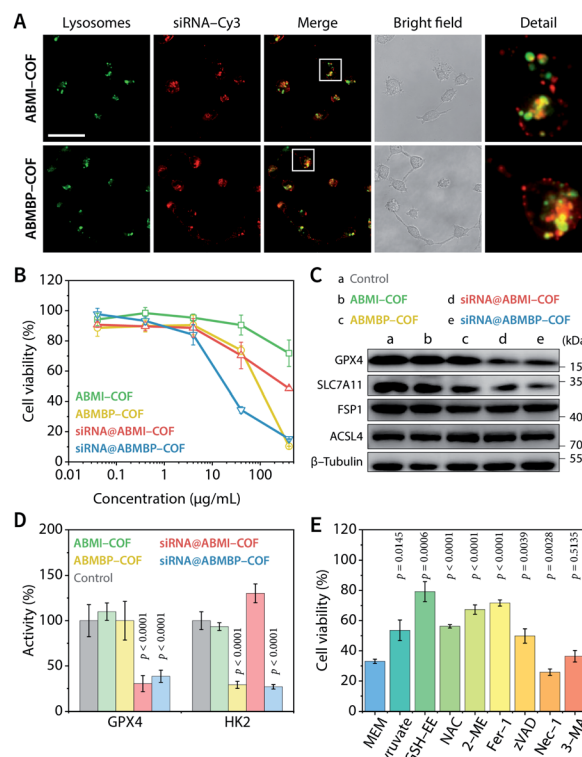 A
Lysosomes siRNA–Cy3 Merge Bright field Detail
ABMI–COF
ABMBP–COF
B
Cell viability (%)
120
100
80
60
40
20
0
ABMI–COF
ABMBP–COF
siRNA@ABMI–COF
siRNA@ABMBP–COF
0.01 0.1 1 10 100
Concentration (μg/mL)
C
a Control
b ABMI–COF d siRNA@ABMI–COF
c ABMBP–COF e siRNA@ABMBP–COF
a b c d e (kDa
GPX4 15
SLC7A11 35
FSP1 40
ACSL4 70
β–Tubulin 55
D
Activity (%)
200
150
100
50
0
ABMI–COF siRNA@ABMI–COF
ABMBP–COF siRNA@ABMBP–COF
Control
p < 0.0001
p < 0.0001
p < 0.0001
p < 0.0001
GPX4 HK2
E
Cell viability (%)
120
100
80
60
40
20
0
p = 0.0145
p = 0.0006
p < 0.0001
p < 0.0001
p < 0.0001
p = 0.0039
p = 0.0028
p = 0.5135
MEM
yruvate
SSH–EE
NAC
2–ME
Fer–1
zVAD
Nec–1
3–MA